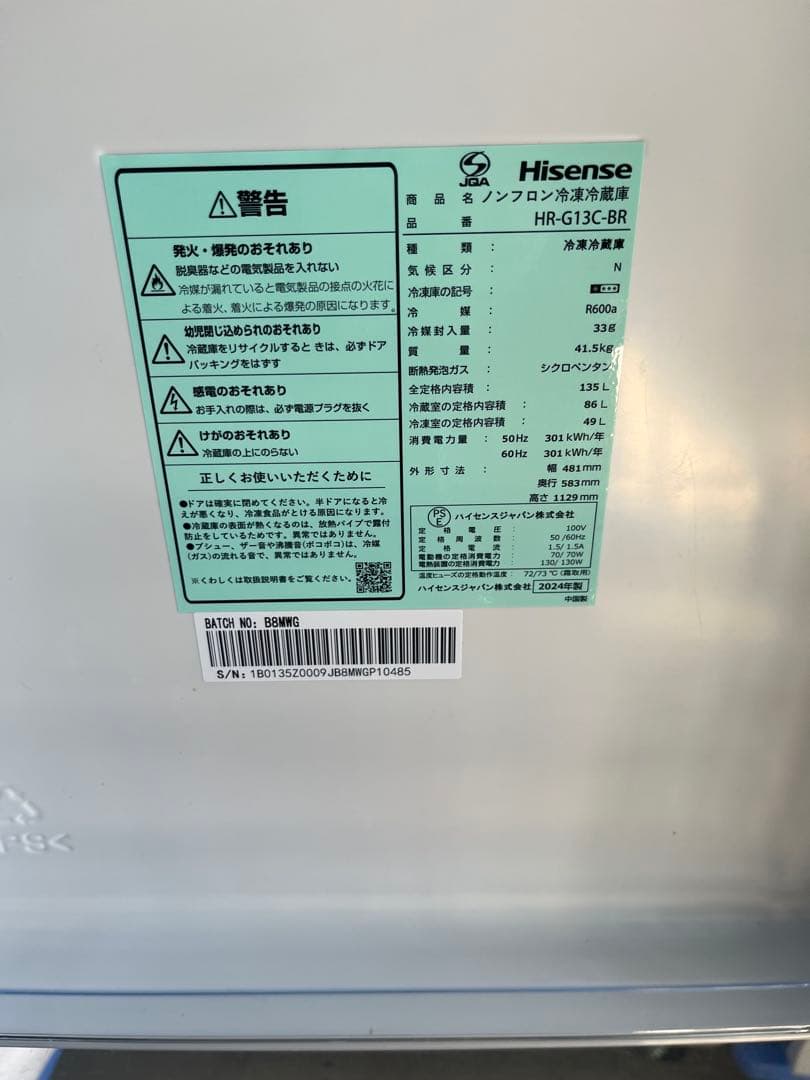 警告
発火・爆発のおそれあり
脱臭器などの電気製品を入れない
冷媒が漏れていると電気製品の接点の火花に
よる着火、着火による爆発の原因になります。
幼児閉じ込められのおそれあり
冷蔵庫をリサイクルするときは、必ずドア
パッキングをはずす
感電のおそれあり
お手入れの際は、必ず電源プラグを抜く
けがのおそれあり
冷蔵庫の上にのらない
正しくお使いいただくために
●ドアは確実に閉めてください。半ドアになると冷
えが悪くなり、冷凍食品がとける原因になります。
●冷蔵庫の表面が熱くなるのは、放熱パイプで露付
防止をしているためです。異常ではありません。
●プシュー、ザー音や沸騰音(ポコポコ)は、冷媒
(ガス)の流れる音で、異常ではありません。
※くわしくは取扱説明書をご覧ください。
JQA Hisense
商品名 ノンフロン冷凍冷蔵庫
品番 HR-G13C-BR
種類 : 冷凍冷蔵庫
気候区分 : N
冷凍庫の記号 :
冷媒 : R600a
冷媒封入量 : 33g
質量 : 41.5kg
断熱発泡ガス : シクロペンタン
全定格内容積 : 135 L
冷蔵室の定格内容積 : 86 L
冷凍室の定格内容積 : 49 L
消費電力量 : 50Hz 301 kWh/年
60Hz 301 kWh/年
外形寸法 : 幅 481mm
奥行 583mm
高さ 1129mm
PSE ハイセンスジャパン株式会社
定格電圧 : 100V
定格周波数 : 50/60Hz
定格電流 : 1.5/1.5A
電動機の定格消費電力 : 70/70W
電熱装置の定格消費電力 : 130/130W
温度ヒューズの定格動作温度 : 72/73℃(霜取用)
ハイセンスジャパン株式会社 2024年製
中国製
BATCH NO: B8MWG
S/N: 1B0135Z0009JB8MWGP10485
>PS<